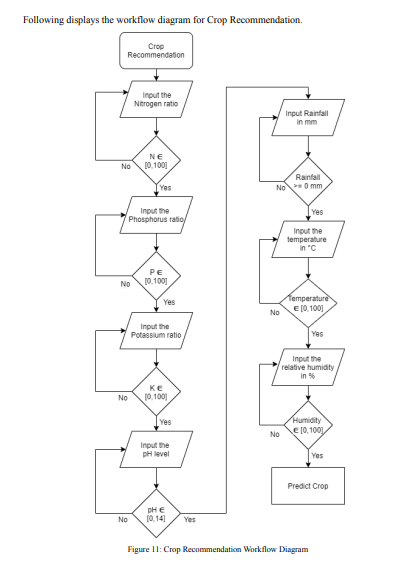 Following displays the workflow diagram for Crop Recommendation.
Crop
Recommendation
Input the
Nitrogen ratio
N ∈
[0,100]
No
Yes
Input the
Phosphorus ratio
P ∈
[0,100]
No
Yes
Input the
Potassium ratio
K ∈
[0,100]
No
Yes
Input the
pH level
pH ∈
[0,14]
No
Yes
Input Rainfall
in mm
Rainfall
>= 0 mm
No
Yes
Input the
temperature
in °C
Temperature
∈ [0,100]
No
Yes
Input the
relative humidity
in %
Humidity
∈ [0,100]
No
Yes
Predict Crop
Figure 11: Crop Recommendation Workflow Diagram